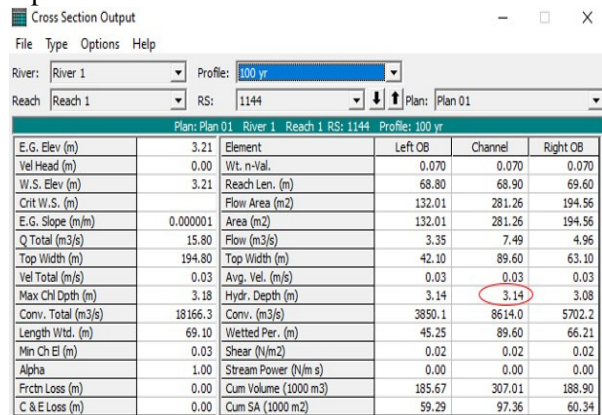 Cross Section Output
File Type Options Help
River: River 1 Profile: 100 yr
Reach Reach 1 RS: 1144 Plan: Plan 01
Plan: Plan 01 River 1 Reach 1 RS: 1144 Profile: 100 yr
E.G. Elev (m) 3.21 Element Left OB Channel Right OB
Vel Head (m) 0.00 Wt. n-Val. 0.070 0.070 0.070
W.S. Elev (m) 3.21 Reach Len. (m) 68.80 68.90 69.60
Crit W.S. (m) Flow Area (m2) 132.01 281.26 194.56
E.G. Slope (m/m) 0.000001 Area (m2) 132.01 281.26 194.56
Q Total (m3/s) 15.80 Flow (m3/s) 3.35 7.49 4.96
Top Width (m) 194.80 Top Width (m) 42.10 89.60 63.10
Vel Total (m/s) 0.03 Avg. Vel. (m/s) 0.03 0.03 0.03
Max Chl Dpth (m) 3.18 Hydr. Depth (m) 3.14 3.14 3.08
Conv. Total (m3/s) 18166.3 Conv. (m3/s) 3850.1 8614.0 5702.2
Length Wtd. (m) 69.10 Wetted Per. (m) 45.25 89.60 66.21
Min Ch El (m) 0.03 Shear (N/m2) 0.02 0.02 0.02
Alpha 1.00 Stream Power (N/m s) 0.00 0.00 0.00
Frctn Loss (m) 0.00 Cum Volume (1000 m3) 185.67 307.01 188.90
C & E Loss (m) 0.00 Cum SA (1000 m2) 59.29 97.36 60.34